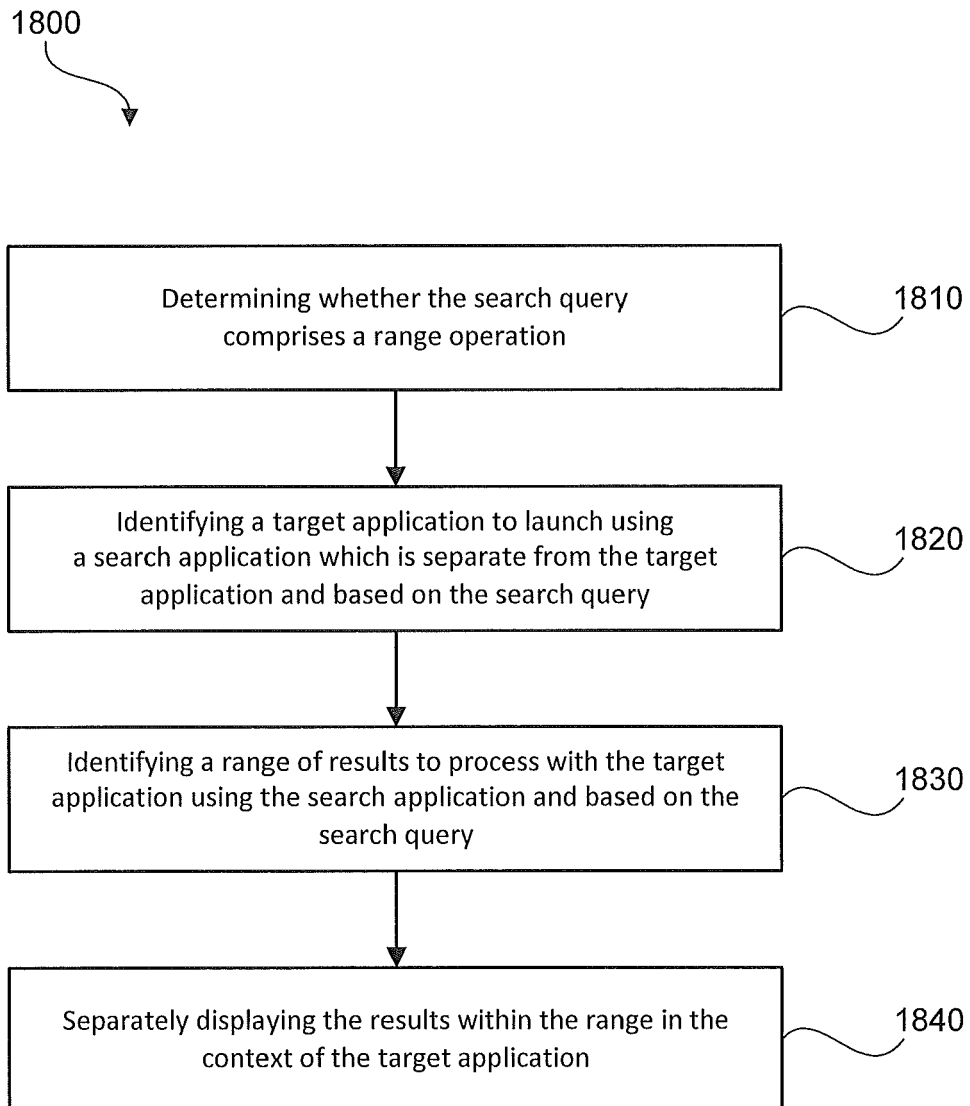 1800
Determining whether the search query
comprises a range operation
1810
Identifying a target application to launch using
a search application which is separate from the target
application and based on the search query
1820
Identifying a range of results to process with the target
application using the search application and based on the
search query
1830
Separately displaying the results within the range in the
context of the target application
1840